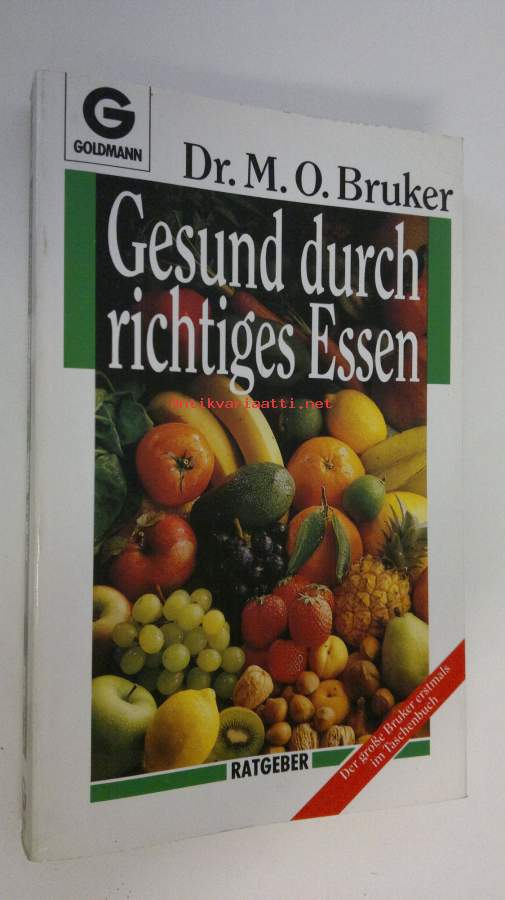 G
GOLDMANN
Dr. M. O. Bruker
Gesund durch
richtiges Essen
antikvariaatti.net
RATGEBER
Der große Bruker erstmals
im Taschenbuch